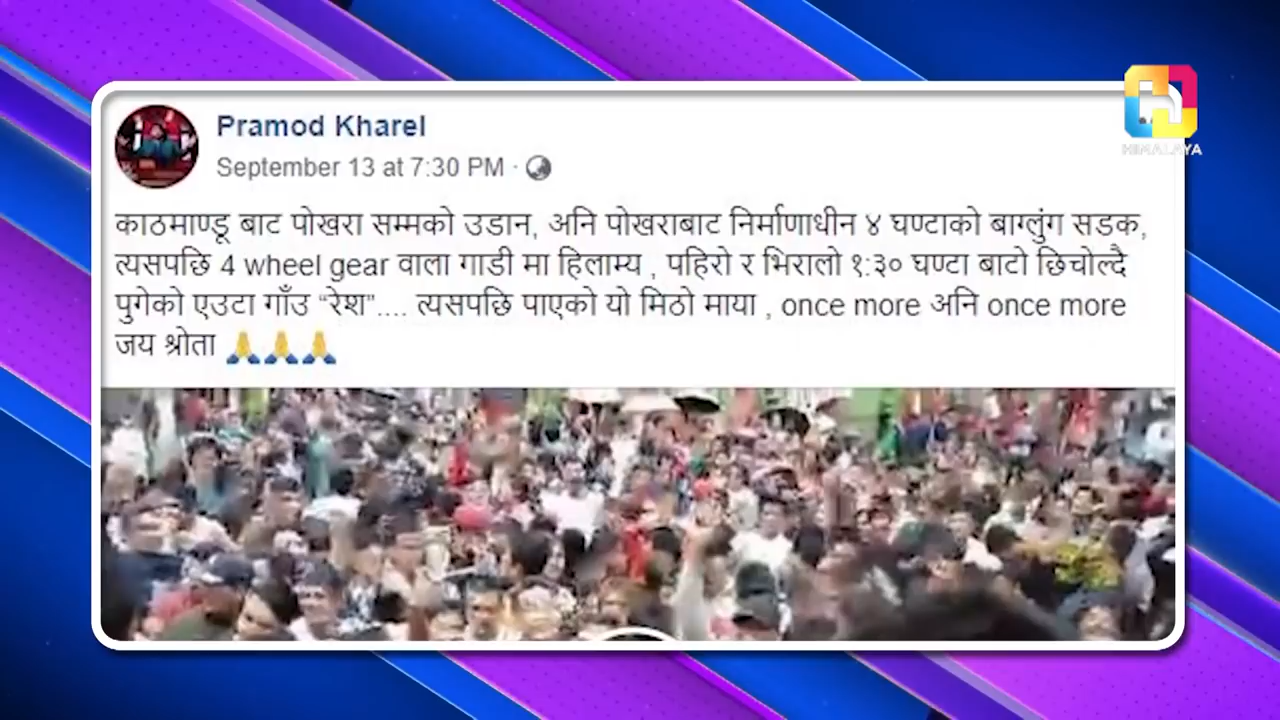 Pramod Kharel
September 13 at 7:30 PM ·
काठमाण्डू बाट पोखरा सम्मको उडान, अनि पोखराबाट निर्माणाधीन ४ घण्टाको बाग्लुंग सडक,
त्यसपछि 4 wheel gear वाला गाडी मा हिलाम्य , पहिरो र भिरालो १:३० घण्टा बाटो छिचोल्दै
पुगेको एउटा गाँउ “रेश”.... त्यसपछि पाएको यो मिठो माया , once more अनि once more
जय श्रोता 🙏🙏🙏
HIMALAYA